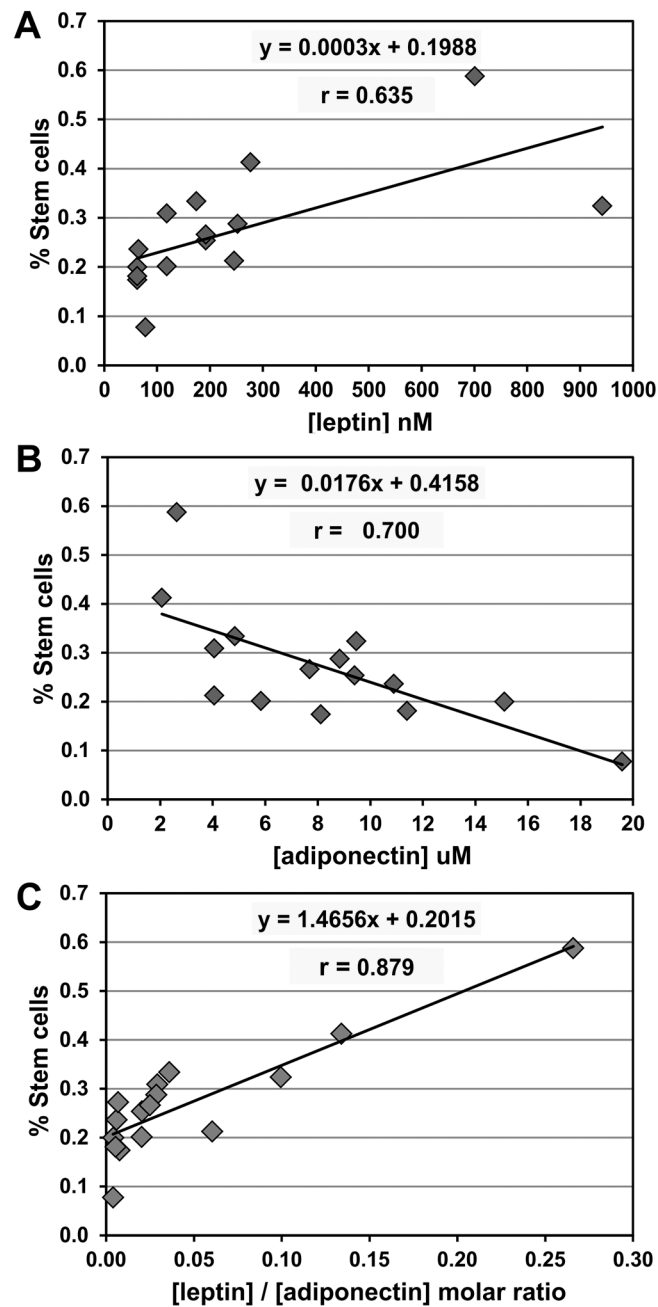 A
y = 0.0003x + 0.1988
r = 0.635
0.7
0.6
0.5
0.4
0.3
0.2
0.1
0.0
% Stem cells
0 100 200 300 400 500 600 700 800 900 1000
[leptin] nM
B
y = 0.0176x + 0.4158
r = 0.700
0.7
0.6
0.5
0.4
0.3
0.2
0.1
0.0
% Stem cells
0 2 4 6 8 10 12 14 16 18 20
[adiponectin] uM
C
y = 1.4656x + 0.2015
r = 0.879
0.7
0.6
0.5
0.4
0.3
0.2
0.1
0.0
% Stem cells
0.00 0.05 0.10 0.15 0.20 0.25 0.30
[leptin] / [adiponectin] molar ratio